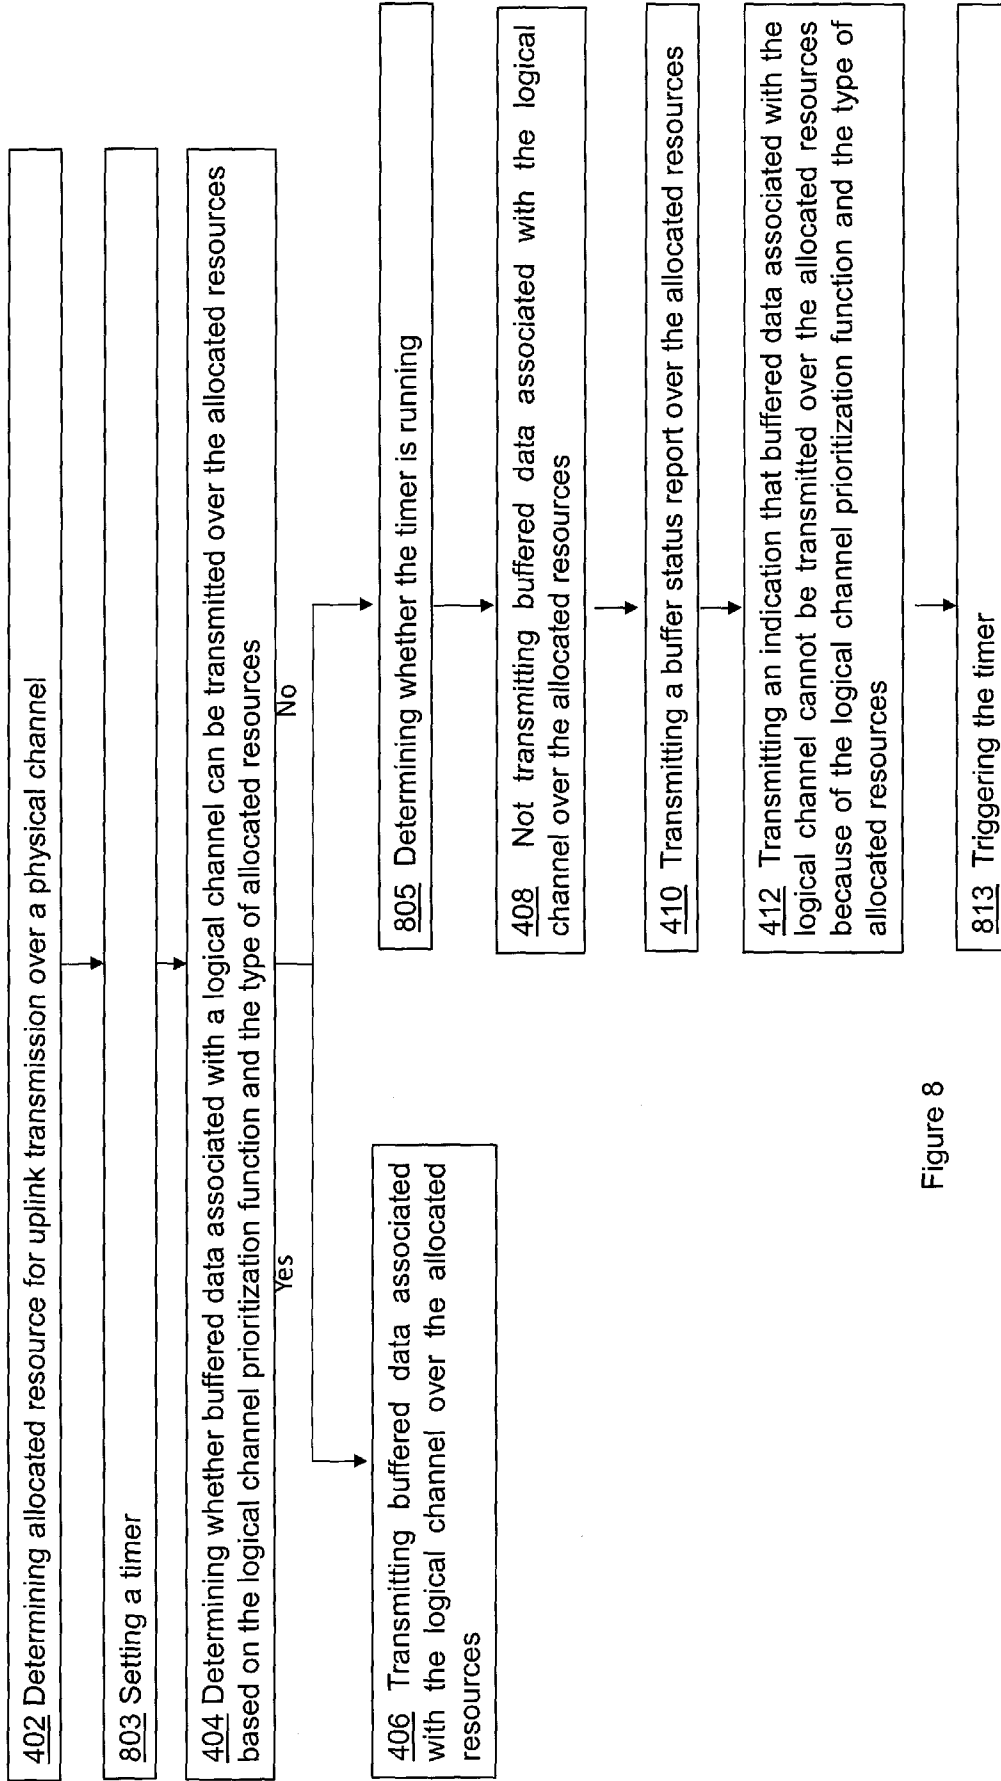 402 Determining allocated resource for uplink transmission over a physical channel
803 Setting a timer
404 Determining whether buffered data associated with a logical channel can be transmitted over the allocated resources
based on the logical channel prioritization function and the type of allocated resources
Yes
No
406 Transmitting buffered data associated
with the logical channel over the allocated
resources
805 Determining whether the timer is running
408 Not transmitting buffered data associated with the logical
channel over the allocated resources
410 Transmitting a buffer status report over the allocated resources
412 Transmitting an indication that buffered data associated with the
logical channel cannot be transmitted over the allocated resources
because of the logical channel prioritization function and the type of
allocated resources
813 Triggering the timer
Figure 8